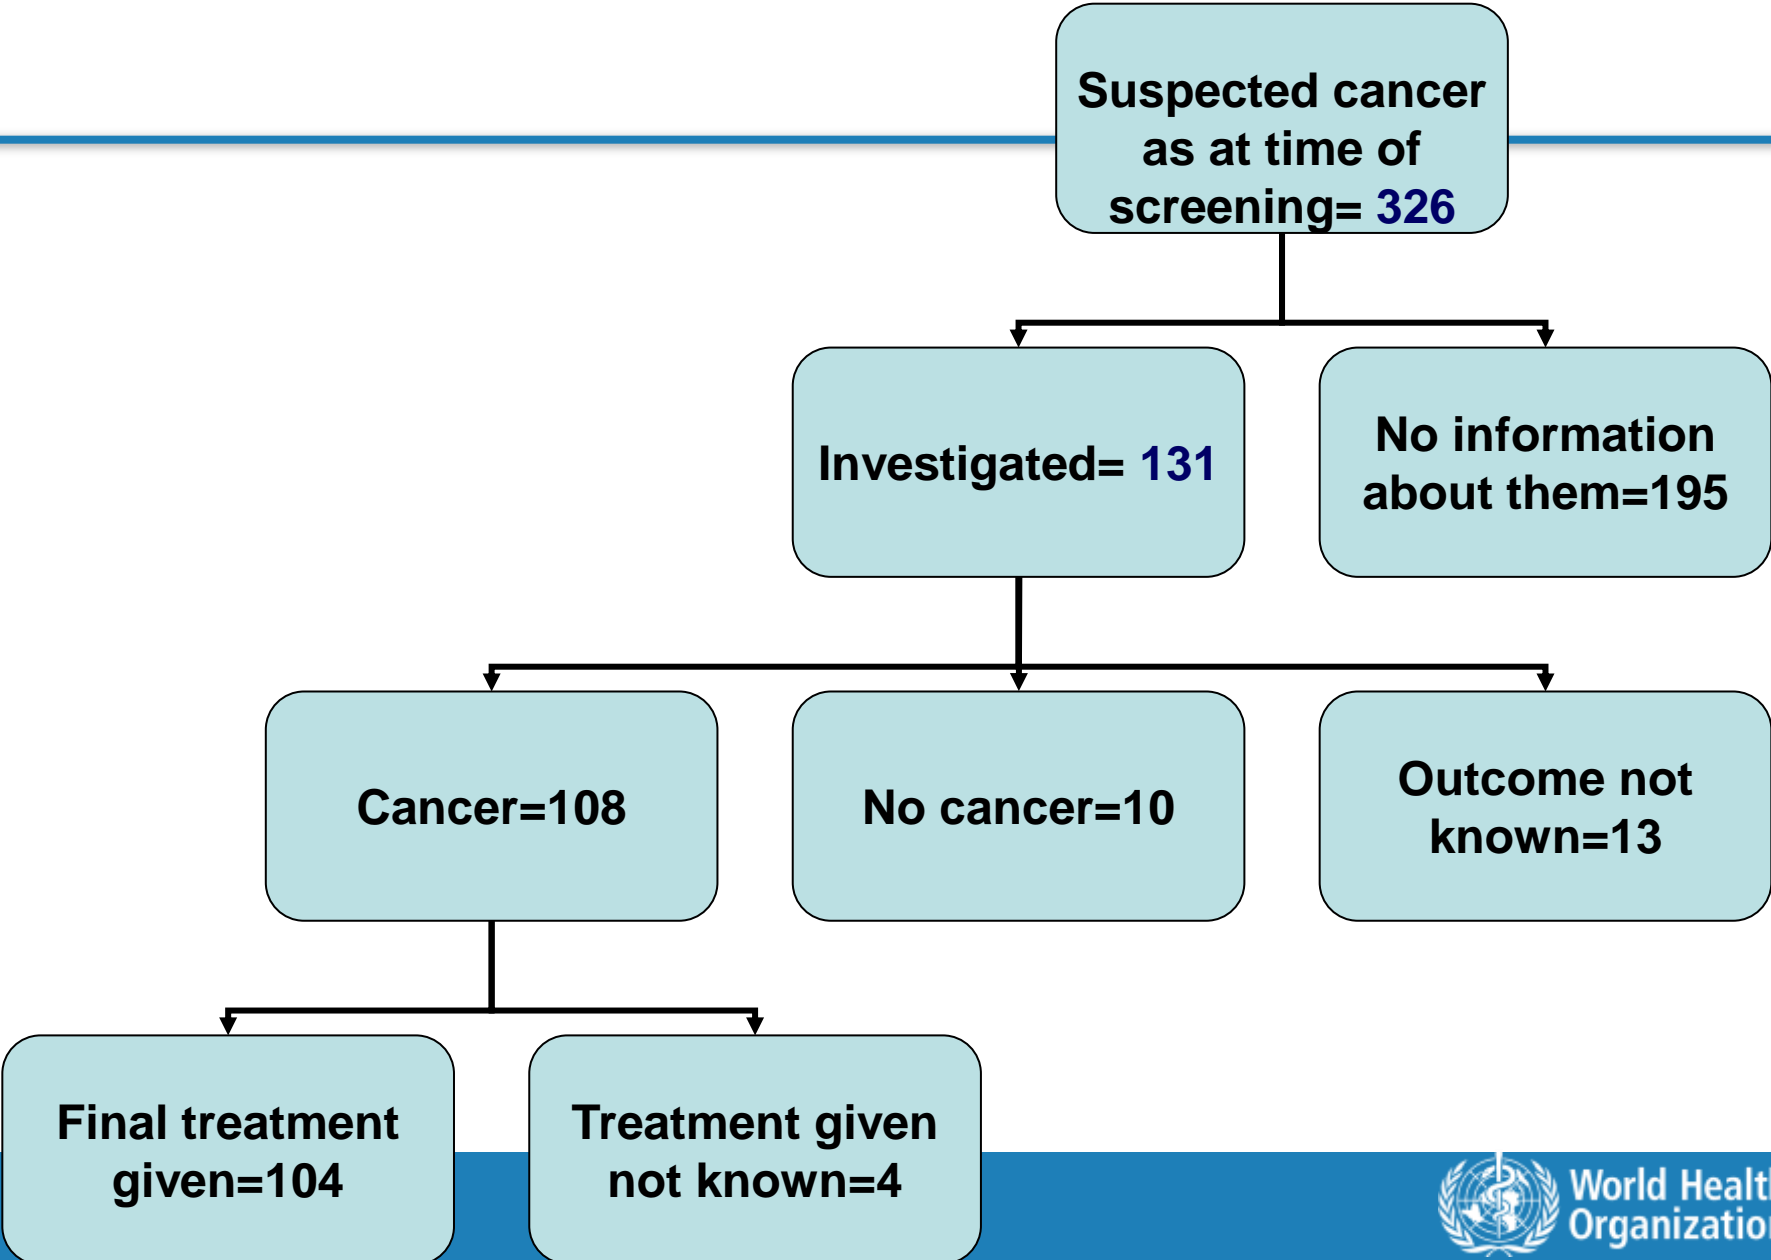 Suspected cancer
as at time of
screening= 326
Investigated= 131
No information
about them=195
Cancer=108
No cancer=10
Outcome not
known=13
Final treatment
given=104
Treatment given
not known=4
World Healt
Organization